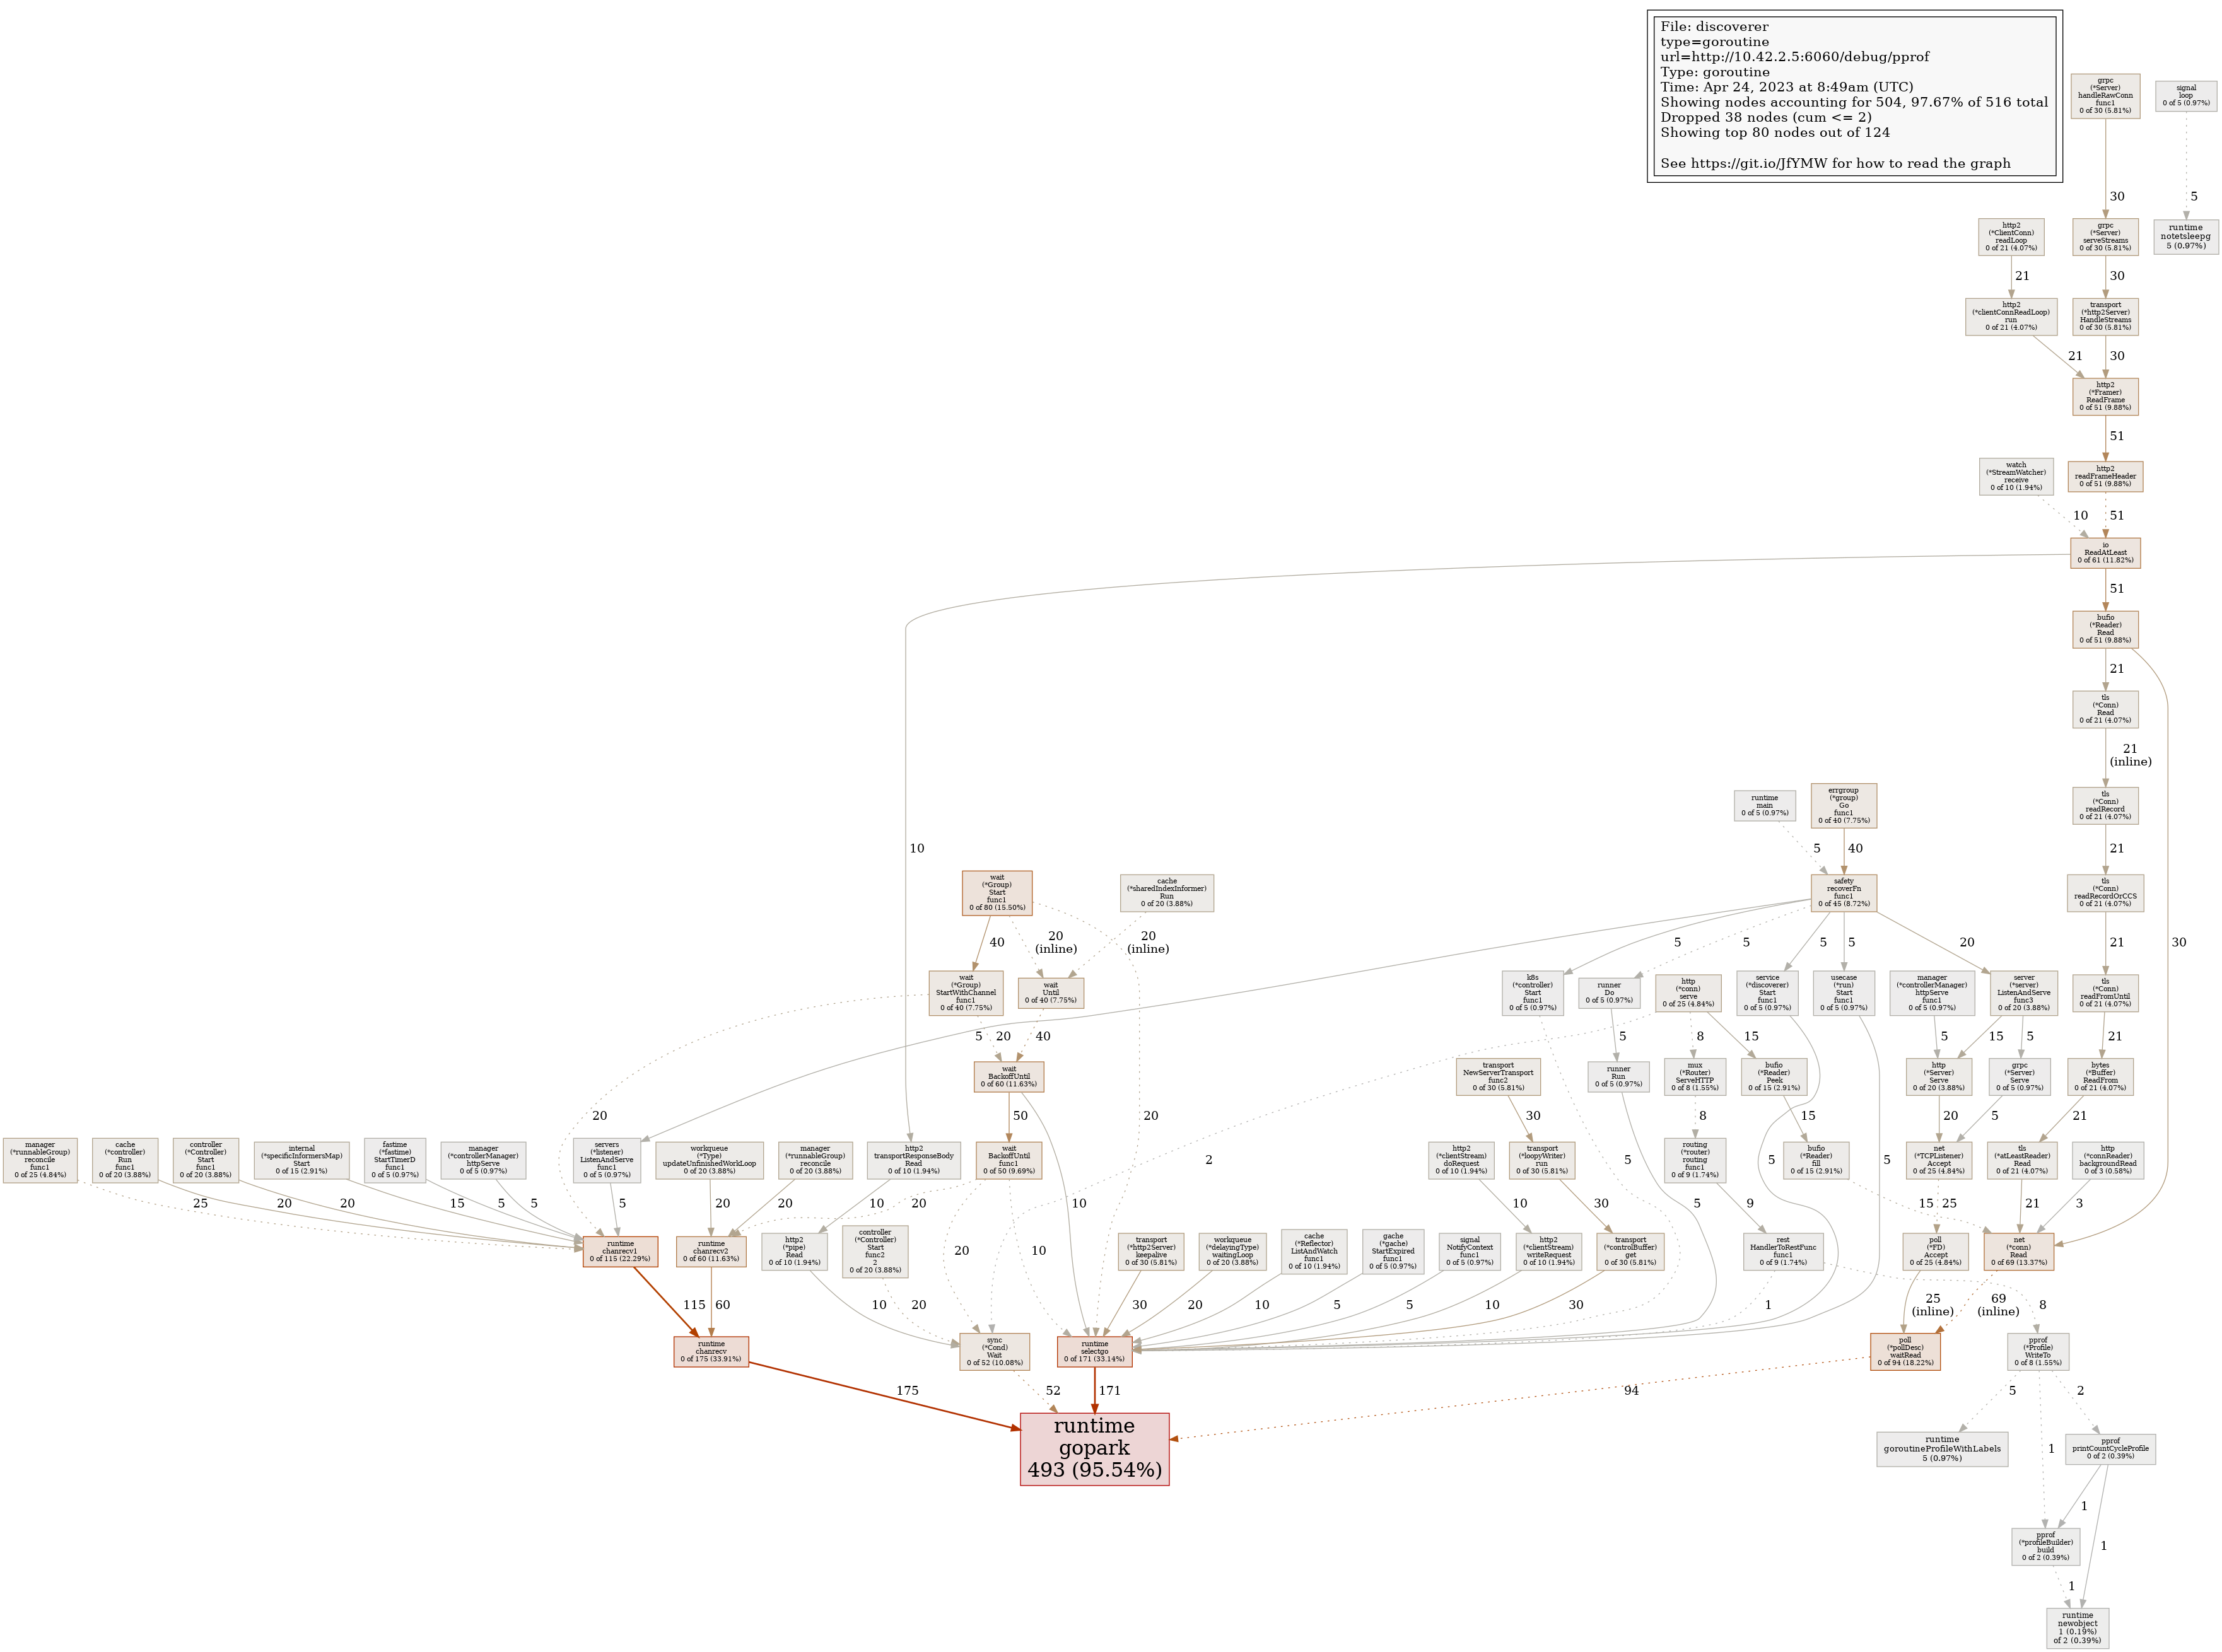 File: discoverer
type=goroutine
url=http://10.42.2.5:6060/debug/pprof
Type: goroutine
Time: Apr 24, 2023 at 8:49am (UTC)
Showing nodes accounting for 504, 97.67% of 516 total
Dropped 38 nodes (cum <= 2)
Showing top 80 nodes out of 124
See https://git.io/JfYMW for how to read the graph
grpc
(*Server)
handleRawConn
func1
0 of 30 (5.81%)
signal
loop
0 of 5 (0.97%)
30
5
http2
(*ClientConn)
readLoop
0 of 21 (4.07%)
grpc
(*Server)
serveStreams
0 of 30 (5.81%)
runtime
notetsleepg
5 (0.97%)
21
30
http2
(*clientConnReadLoop)
run
0 of 21 (4.07%)
transport
(*http2Server)
HandleStreams
0 of 30 (5.81%)
21
30
http2
(*Framer)
ReadFrame
0 of 51 (9.88%)
51
watch
(*StreamWatcher)
receive
0 of 10 (1.94%)
http2
readFrameHeader
0 of 51 (9.88%)
10
51
io
ReadAtLeast
0 of 61 (11.82%)
51
bufio
(*Reader)
Read
0 of 51 (9.88%)
21
tls
(*Conn)
Read
0 of 21 (4.07%)
21
(inline)
runtime
main
0 of 5 (0.97%)
errgroup
(*group)
Go
func1
0 of 40 (7.75%)
tls
(*Conn)
readRecord
0 of 21 (4.07%)
10
5
40
21
wait
(*Group)
Start
func1
0 of 80 (15.50%)
cache
(*sharedIndexInformer)
Run
0 of 20 (3.88%)
safety
recoverFn
func1
0 of 45 (8.72%)
tls
(*Conn)
readRecordOrCCS
0 of 21 (4.07%)
40
20
(inline)
20
(inline)
5
5
5
5
20
21
30
wait
(*Group)
StartWithChannel
func1
0 of 40 (7.75%)
wait
Until
0 of 40 (7.75%)
k8s
(*controller)
Start
func1
0 of 5 (0.97%)
runner
Do
0 of 5 (0.97%)
http
(*conn)
serve
0 of 25 (4.84%)
service
(*discoverer)
Start
func1
0 of 5 (0.97%)
usecase
(*run)
Start
func1
0 of 5 (0.97%)
manager
(*controllerManager)
httpServe
func1
0 of 5 (0.97%)
server
(*server)
ListenAndServe
func3
0 of 20 (3.88%)
tls
(*Conn)
readFromUntil
0 of 21 (4.07%)
5
20
40
5
8
15
5
15
5
21
wait
BackoffUntil
0 of 60 (11.63%)
transport
NewServerTransport
func2
0 of 30 (5.81%)
runner
Run
0 of 5 (0.97%)
mux
(*Router)
ServeHTTP
0 of 8 (1.55%)
bufio
(*Reader)
Peek
0 of 15 (2.91%)
http
(*Server)
Serve
0 of 20 (3.88%)
grpc
(*Server)
Serve
0 of 5 (0.97%)
bytes
(*Buffer)
ReadFrom
0 of 21 (4.07%)
20
50
20
30
8
15
20
5
21
manager
(*runnableGroup)
reconcile
func1
0 of 25 (4.84%)
cache
(*controller)
Run
func1
0 of 20 (3.88%)
controller
(*Controller)
Start
func1
0 of 20 (3.88%)
internal
(*specificInformersMap)
Start
0 of 15 (2.91%)
fastime
(*fastime)
StartTimerD
func1
0 of 5 (0.97%)
manager
(*controllerManager)
httpServe
0 of 5 (0.97%)
servers
(*listener)
ListenAndServe
func1
0 of 5 (0.97%)
workqueue
(*Type)
updateUnfinishedWorkLoop
0 of 20 (3.88%)
manager
(*runnableGroup)
reconcile
0 of 20 (3.88%)
http2
transportResponseBody
Read
0 of 10 (1.94%)
wait
BackoffUntil
func1
0 of 50 (9.69%)
2
http2
(*clientStream)
doRequest
0 of 10 (1.94%)
transport
(*loopyWriter)
run
0 of 30 (5.81%)
5
routing
(*router)
routing
func1
0 of 9 (1.74%)
5
bufio
(*Reader)
fill
0 of 15 (2.91%)
5
net
(*TCPListener)
Accept
0 of 25 (4.84%)
tls
(*atLeastReader)
Read
0 of 21 (4.07%)
http
(*connReader)
backgroundRead
0 of 3 (0.58%)
25
20
20
15
5
5
5
20
20
20
10
10
10
30
5
9
15
25
21
3
runtime
chanrecv1
0 of 115 (22.29%)
runtime
chanrecv2
0 of 60 (11.63%)
http2
(*pipe)
Read
0 of 10 (1.94%)
controller
(*Controller)
Start
func2
2
0 of 20 (3.88%)
20
10
transport
(*http2Server)
keepalive
0 of 30 (5.81%)
workqueue
(*delayingType)
waitingLoop
0 of 20 (3.88%)
cache
(*Reflector)
ListAndWatch
func1
0 of 10 (1.94%)
gache
(*gache)
StartExpired
func1
0 of 5 (0.97%)
signal
NotifyContext
func1
0 of 5 (0.97%)
http2
(*clientStream)
writeRequest
0 of 10 (1.94%)
transport
(*controlBuffer)
get
0 of 30 (5.81%)
rest
HandlerToRestFunc
func1
0 of 9 (1.74%)
poll
(*FD)
Accept
0 of 25 (4.84%)
net
(*conn)
Read
0 of 69 (13.37%)
115
60
10
20
30
20
10
5
5
10
30
1
25
(inline)
69
(inline)
8
runtime
chanrecv
0 of 175 (33.91%)
sync
(*Cond)
Wait
0 of 52 (10.08%)
runtime
selectgo
0 of 171 (33.14%)
poll
(*pollDesc)
waitRead
0 of 94 (18.22%)
pprof
(*Profile)
WriteTo
0 of 8 (1.55%)
175
52
171
94
5
2
runtime
gopark
493 (95.54%)
runtime
goroutineProfileWithLabels
5 (0.97%)
1
pprof
printCountCycleProfile
0 of 2 (0.39%)
1
1
pprof
(*profileBuilder)
build
0 of 2 (0.39%)
1
runtime
newobject
1 (0.19%)
of 2 (0.39%)